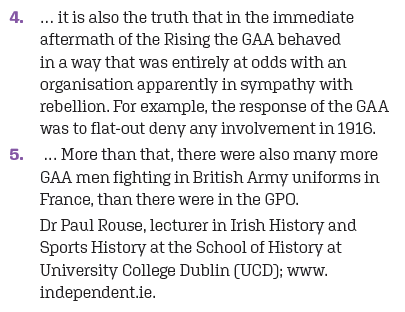 4. ... it is also the truth that in the immediate
aftermath of the Rising the GAA behaved
in a way that was entirely at odds with an
organisation apparently in sympathy with
rebellion. For example, the response of the GAA
was to flat-out deny any involvement in 1916.
5. ... More than that, there were also many more
GAA men fighting in British Army uniforms in
France, than there were in the GPO.
Dr Paul Rouse, lecturer in Irish History and
Sports History at the School of History at
University College Dublin (UCD); www.
independent.ie.